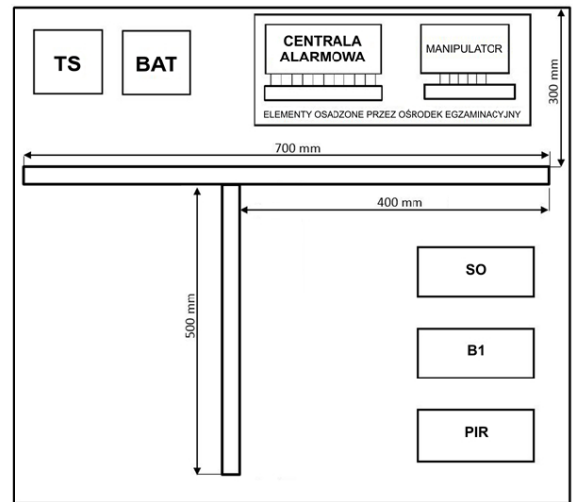 TS
BAT
CENTRALA
ALARMOWA
MANIPULATOR
ELEMENTY OSADZONE PRZEZ OŚRODEK EGZAMINACYJNY
300 mm
700 mm
400 mm
500 mm
SO
B1
PIR